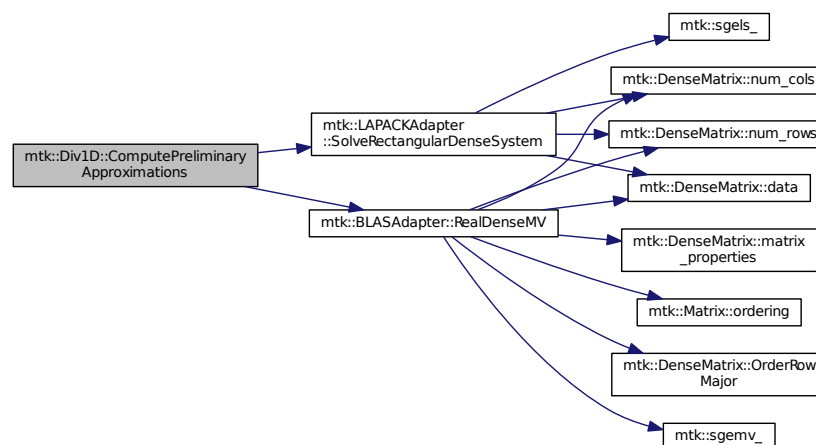 mtk::sgels_
mtk::DenseMatrix::num_cols
mtk::LAPACKAdapter
::SolveRectangularDenseSystem
mtk::DenseMatrix::num_rows
mtk::Div1D::ComputePreliminary
Approximations
mtk::DenseMatrix::data
mtk::BLASAdapter::RealDenseMV
mtk::DenseMatrix::matrix
_properties
mtk::Matrix::ordering
mtk::DenseMatrix::OrderRow
Major
mtk::sgemv_